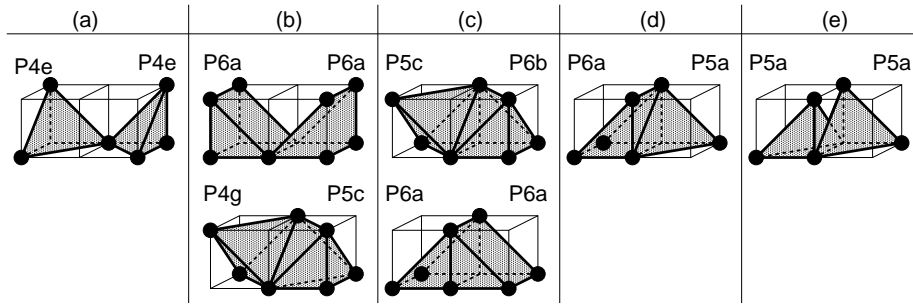 (a) (b) (c) (d) (e)
P4e P4e P6a P6a P5c P6b P6a P5a P5a P5a
P4g P5c P6a P6a